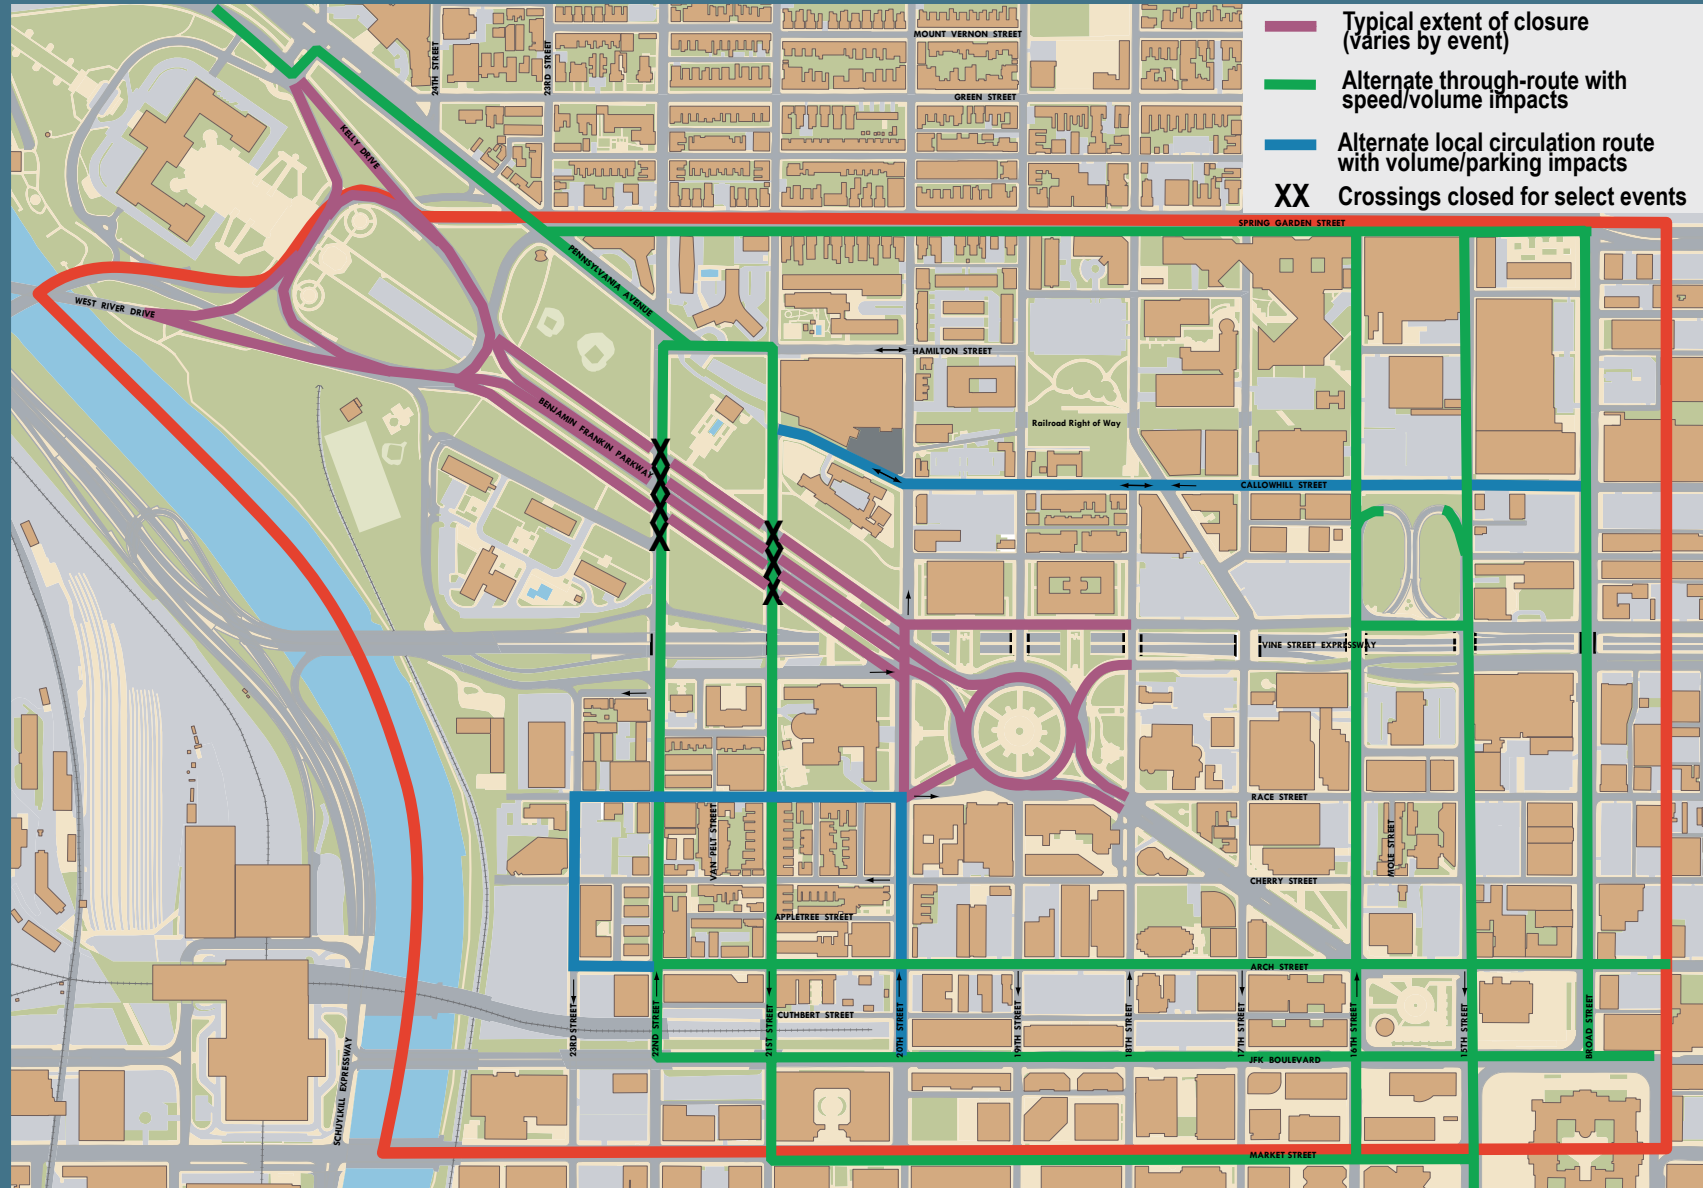 Typical extent of closure
(varies by event)
Alternate through-route with
speed/volume impacts
Alternate local circulation route
with volume/parking impacts
XX Crossings closed for select events
24TH STREET
23RD STREET
MOUNT VERNON STREET
GREEN STREET
KELLY DRIVE
SPRING GARDEN STREET
PENNSYLVANIA AVENUE
WEST RIVER DRIVE
HAMILTON STREET
BENJAMIN FRANKIN PARKWAY
Railroad Right of Way
X
X
X
X
X
X
X
X
X
CALLOWHILL STREET
VINE STREET EXPRESSWAY
RACE STREET
VAN PELT STREET
MOLE STREET
CHERRY STREET
APPLETREE STREET
ARCH STREET
CUTHBERT STREET
23RD STREET
22ND STREET
21ST STREET
20TH STREET
19TH STREET
18TH STREET
17TH STREET
16TH STREET
15TH STREET
BROAD STREET
JFK BOULEVARD
SCHUYLKILL EXPRESSWAY
MARKET STREET